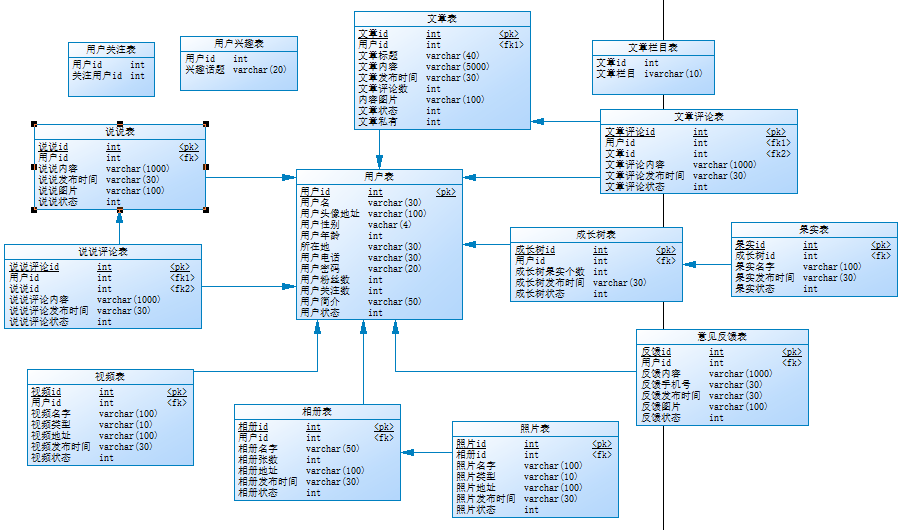 用户关注表
用户id int
关注用户id int
用户兴趣表
用户id int
兴趣话题 varchar(20)
文章表
文章id int <pk>
用户id int <fk1>
文章标题 varchar(40)
文章内容 varchar(5000)
文章发布时间 varchar(30)
文章评论数 int
内容图片 varchar(100)
文章状态 int
文章私有 int
文章栏目表
文章id int
文章栏目 ivarchar(10)
说说表
说说id int <pk>
用户id int <fk>
说说内容 varchar(1000)
说说发布时间 varchar(30)
说说图片 varchar(100)
说说状态 int
文章评论表
文章评论id int <pk>
用户id int <fk1>
文章id int <fk2>
文章评论内容 varchar(1000)
文章评论发布时间 varchar(30)
文章评论状态 int
用户表
用户id int <pk>
用户名 varchar(30)
用户头像地址 varchar(100)
用户性别 vachar(4)
用户年龄 int
所在地 varchar(30)
用户电话 varchar(30)
用户密码 varchar(20)
用户粉丝数 int
用户关注数 int
用户简介 varchar(50)
用户状态 int
说说评论表
说说评论id int <pk>
用户id int <fk1>
说说id int <fk2>
说说评论内容 varchar(1000)
说说评论发布时间 varchar(30)
说说评论状态 int
成长树表
成长树id int <pk>
用户id int <fk>
成长树果实个数 int
成长树发布时间 varchar(30)
成长树状态 int
果实表
果实id int <pk>
成长树id int <fk>
果实名字 varchar(100)
果实发布时间 varchar(30)
果实状态 int
意见反馈表
反馈id int <pk>
用户id int <fk>
反馈内容 varchar(1000)
反馈手机号 varchar(30)
反馈发布时间 varchar(30)
反馈图片 varchar(100)
反馈状态 int
视频表
视频id int <pk>
用户id int <fk>
视频名字 varchar(100)
视频类型 varchar(10)
视频地址 varchar(100)
视频发布时间 varchar(30)
视频状态 int
相册表
相册id int <pk>
用户id int <fk>
相册名字 varchar(50)
相册张数 int
相册地址 varchar(100)
相册发布时间 varchar(30)
相册状态 int
照片表
照片id int <pk>
相册id int <fk>
照片名字 varchar(100)
照片类型 varchar(10)
照片地址 varchar(100)
照片发布时间 varchar(30)
照片状态 int